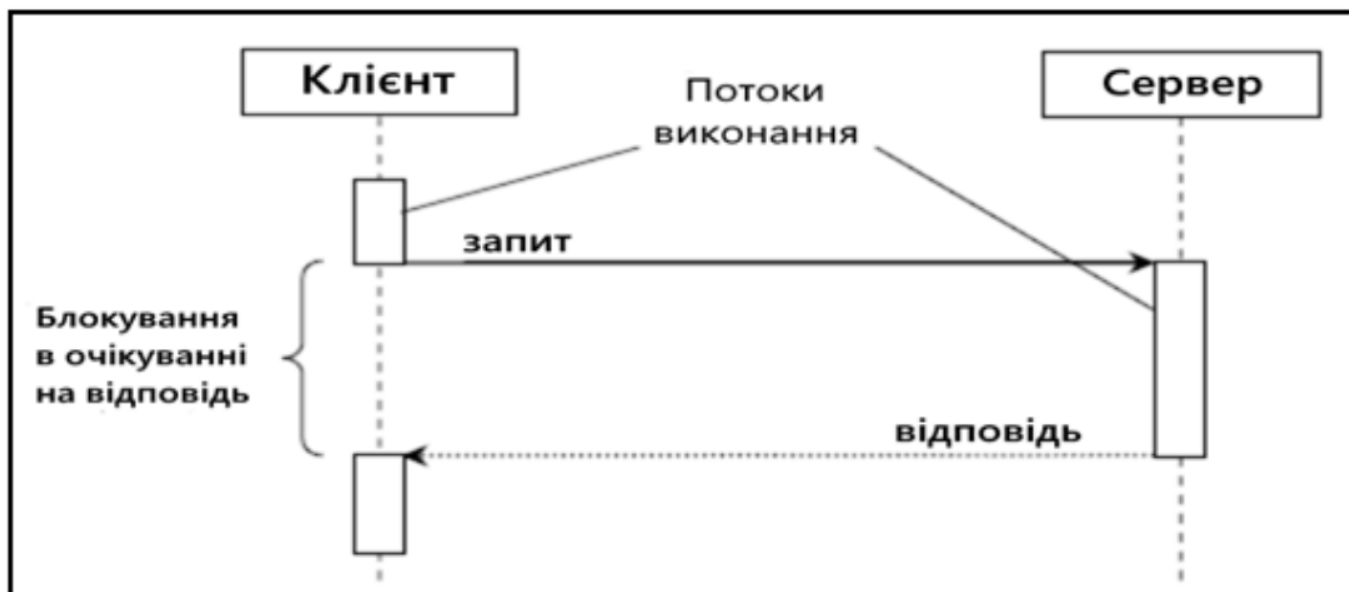 Клієнт
Потоки
виконання
Сервер
запит
Блокування
в очікуванні
на відповідь
відповідь